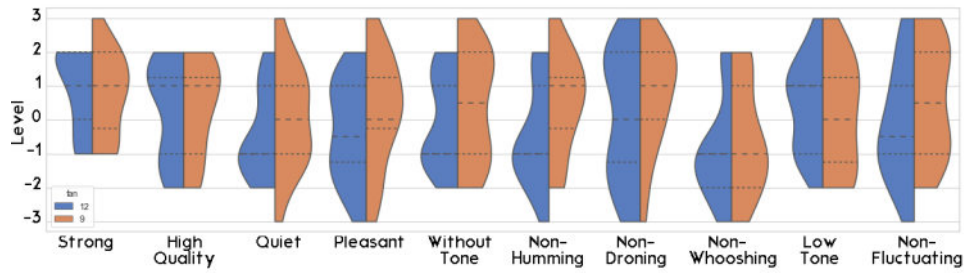 3
2
1
0
-1
-2
-3
Level
fan
12
9
Strong
High
Quality
Quiet
Pleasant
Without
Tone
Non-
Humming
Non-
Droning
Non-
Whooshing
Low
Tone
Non-
Fluctuating